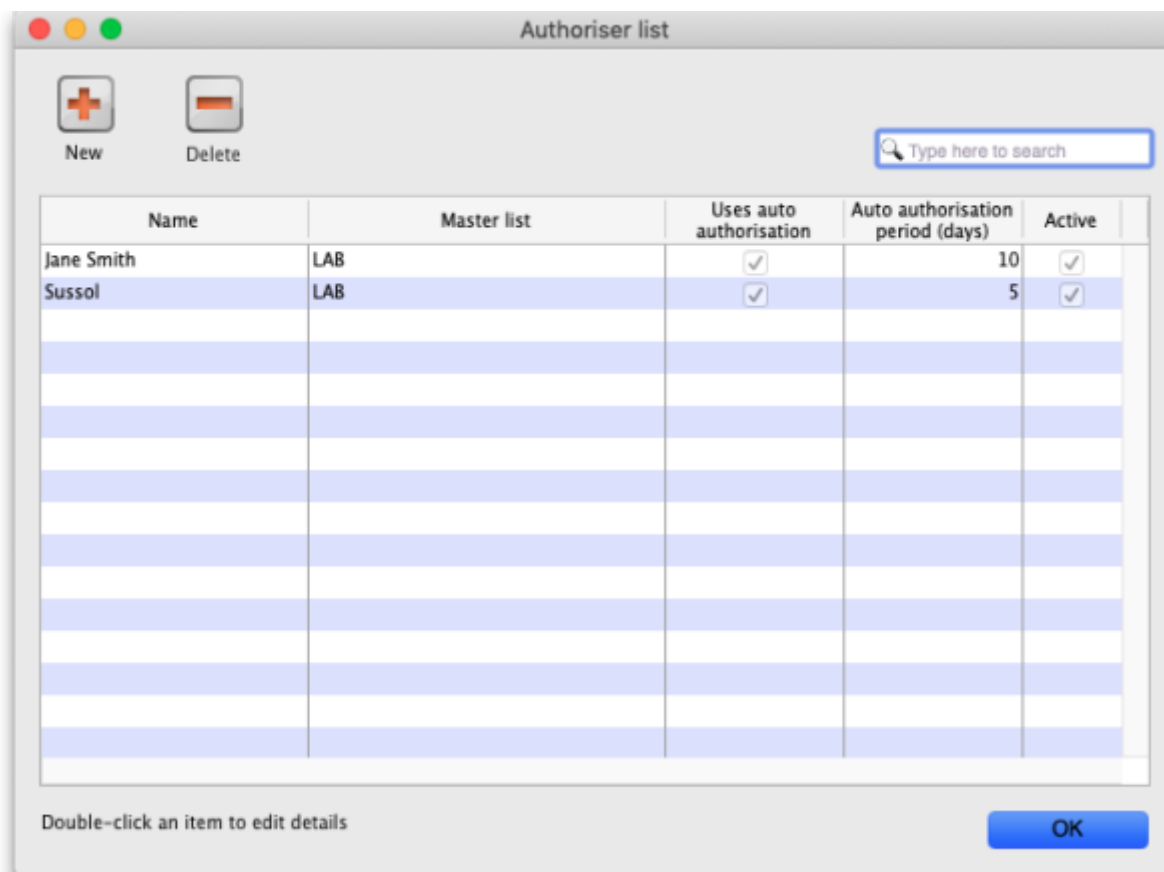 Authoriser list
New Delete
Type here to search
Name Master list Uses auto authorisation Auto authorisation period (days) Active
Jane Smith LAB 10
Sussol LAB 5
Double-click an item to edit details
OK